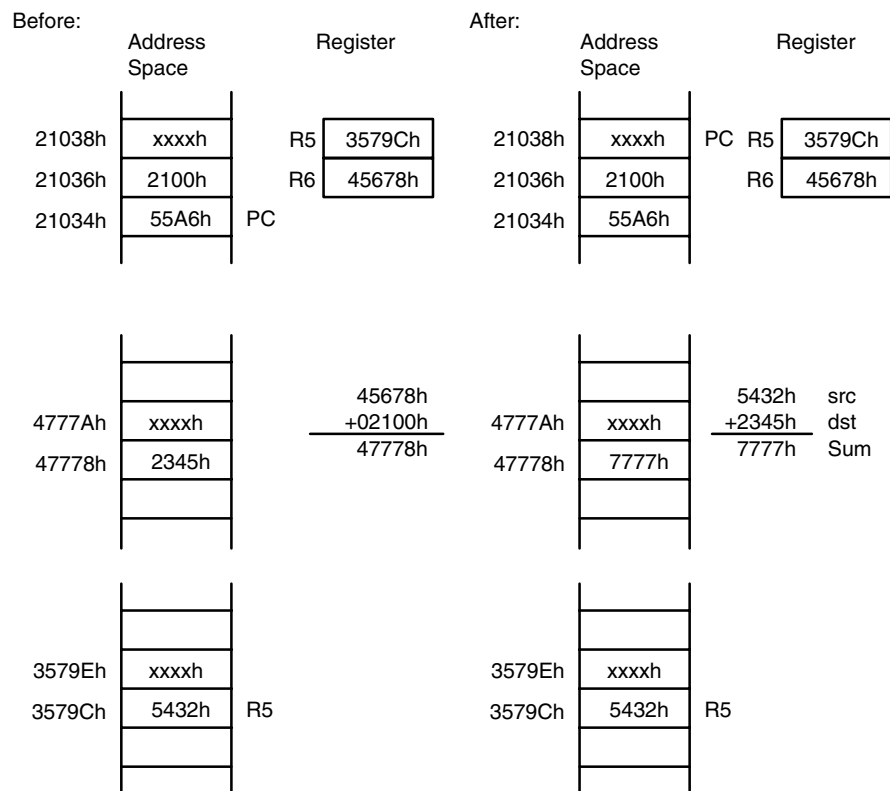 Before:
After:
Address Space
Register
Address Space
Register
21038h xxxxh R5 3579Ch
21036h 2100h R6 45678h
21034h 55A6h PC
21038h xxxxh PC R5 3579Ch
21036h 2100h R6 45678h
21034h 55A6h
45678h
4777Ah xxxxh +02100h
47778h 2345h 47778h
5432h src
4777Ah xxxxh +2345h dst
47778h 7777h 7777h Sum
3579Eh xxxxh
3579Ch 5432h R5
3579Eh xxxxh
3579Ch 5432h R5